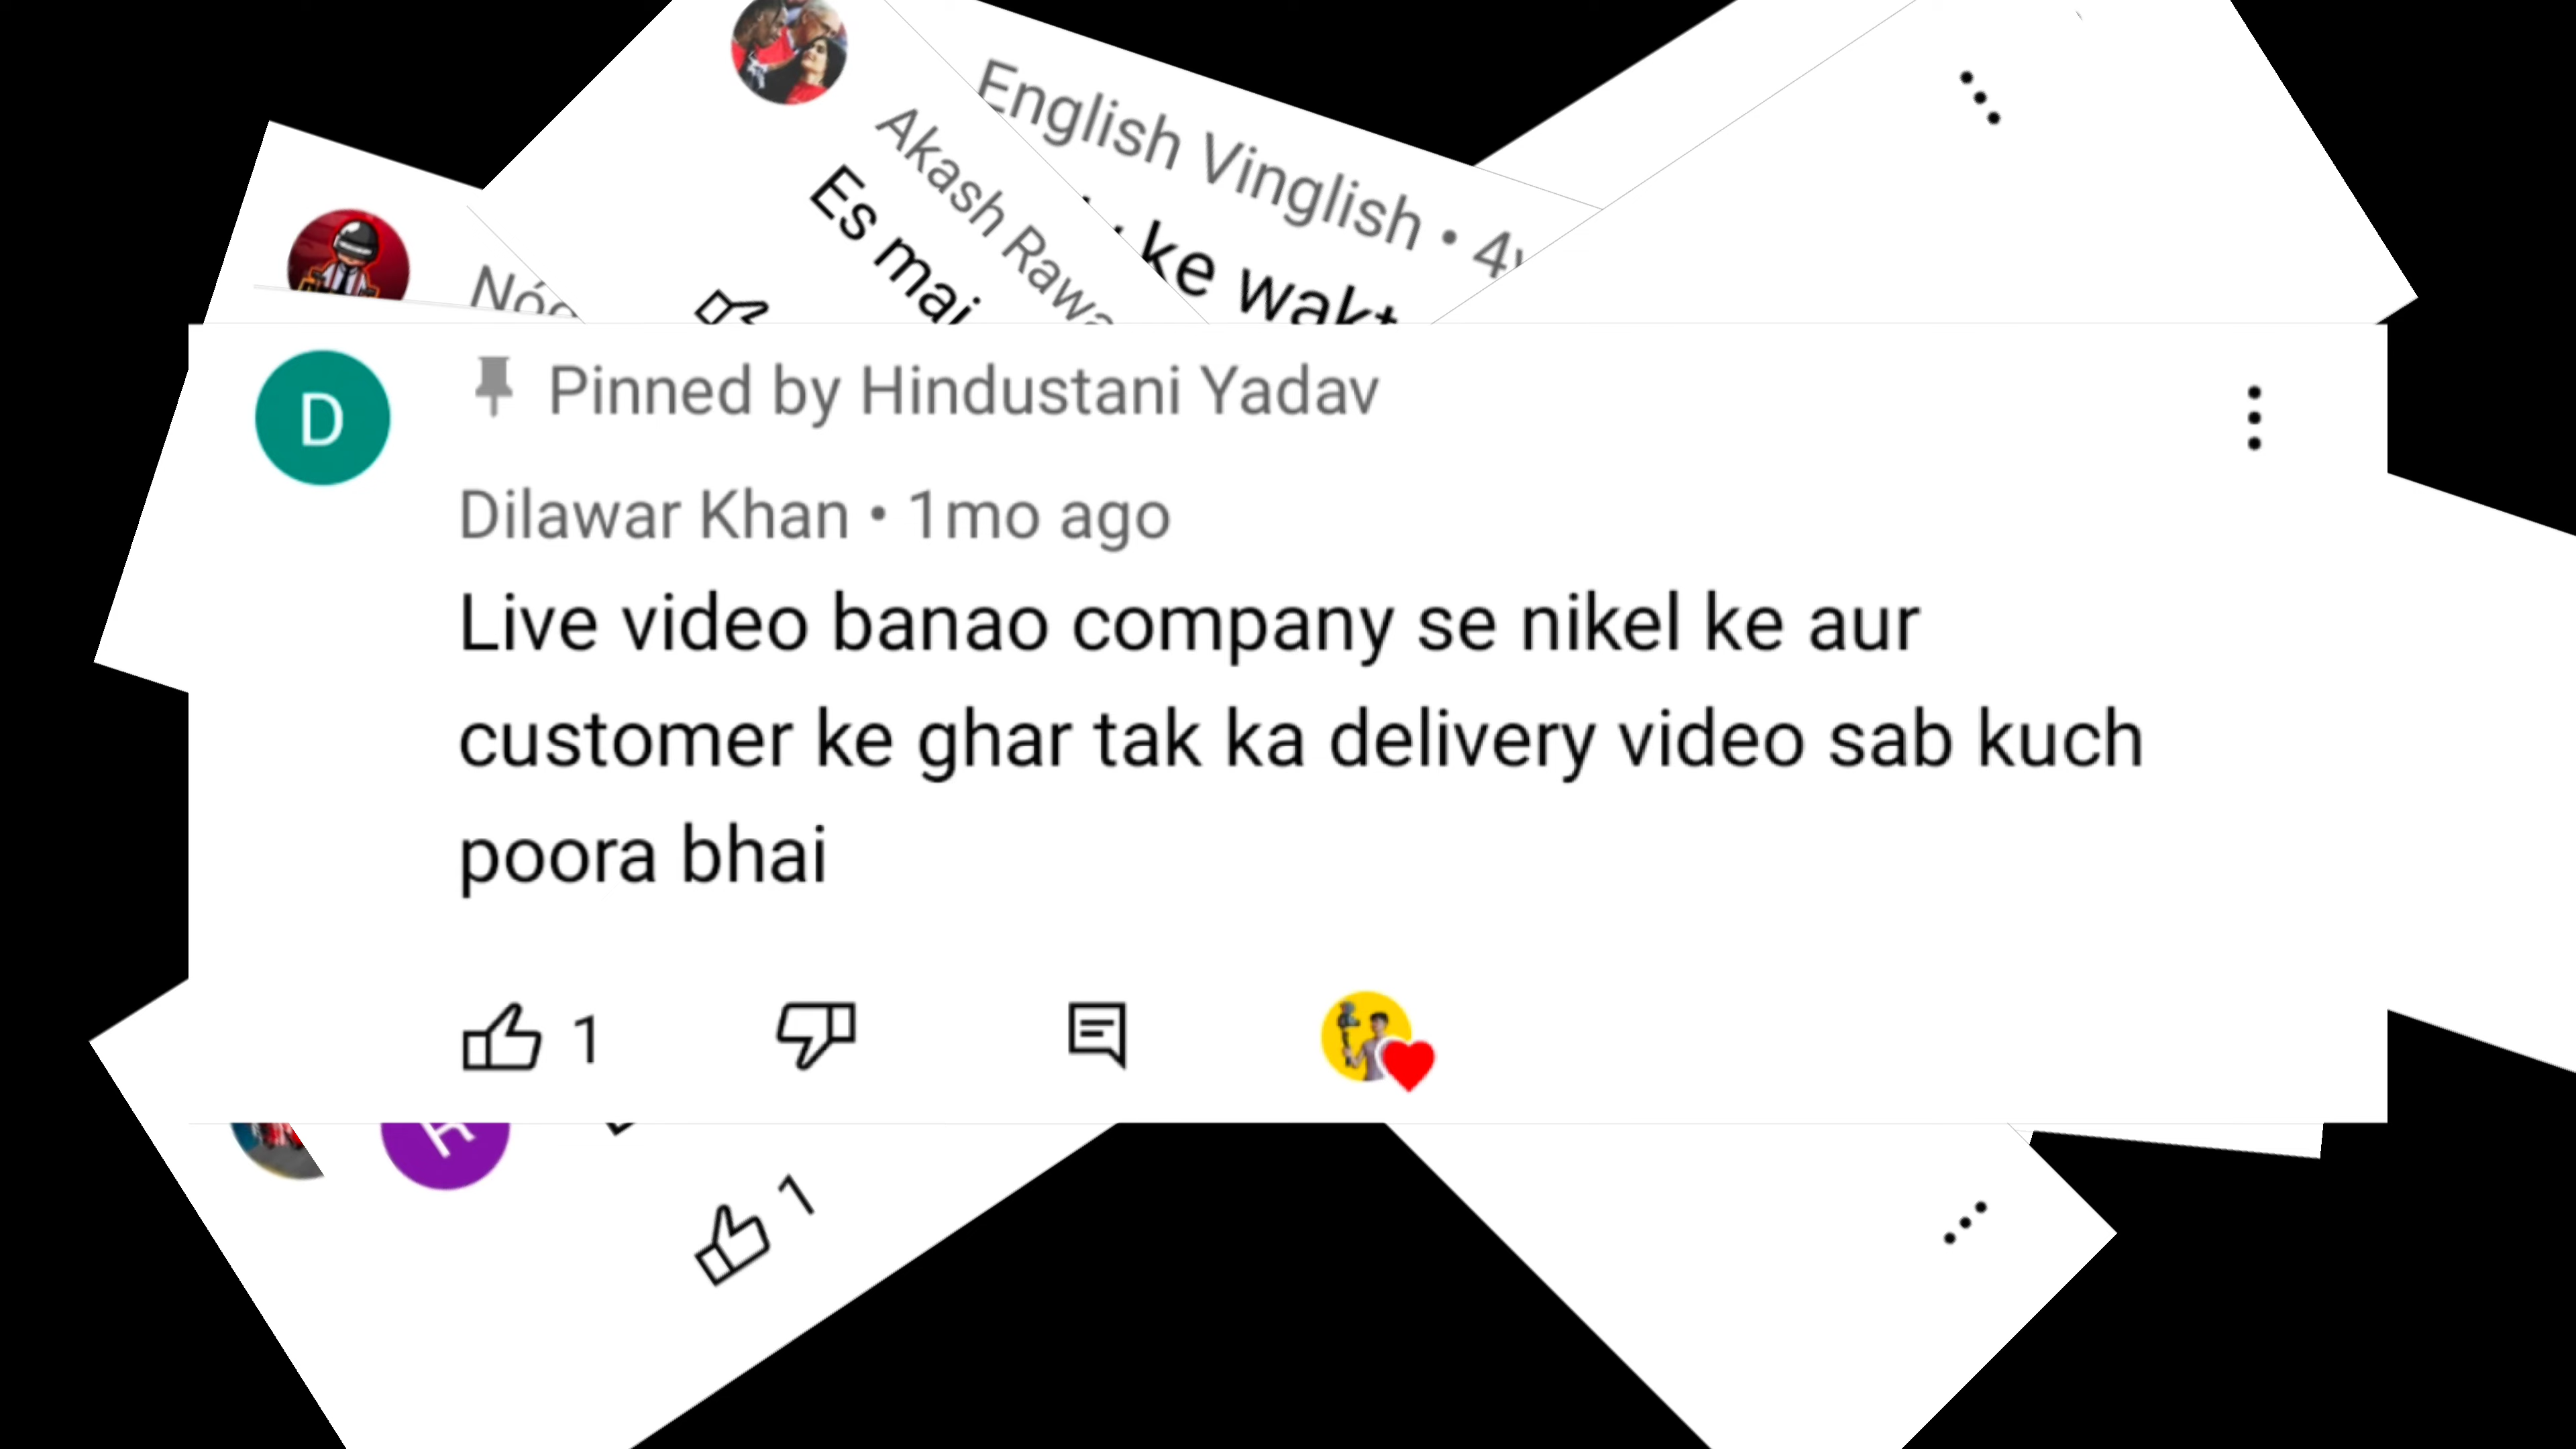 English Vinglish •
Akash
Es mai
ke wakt
Pinned by Hindustani Yadav
D
Dilawar Khan • 1mo ago
Live video banao company se nikel ke aur
customer ke ghar tak ka delivery video sab kuch
poora bhai
1
1